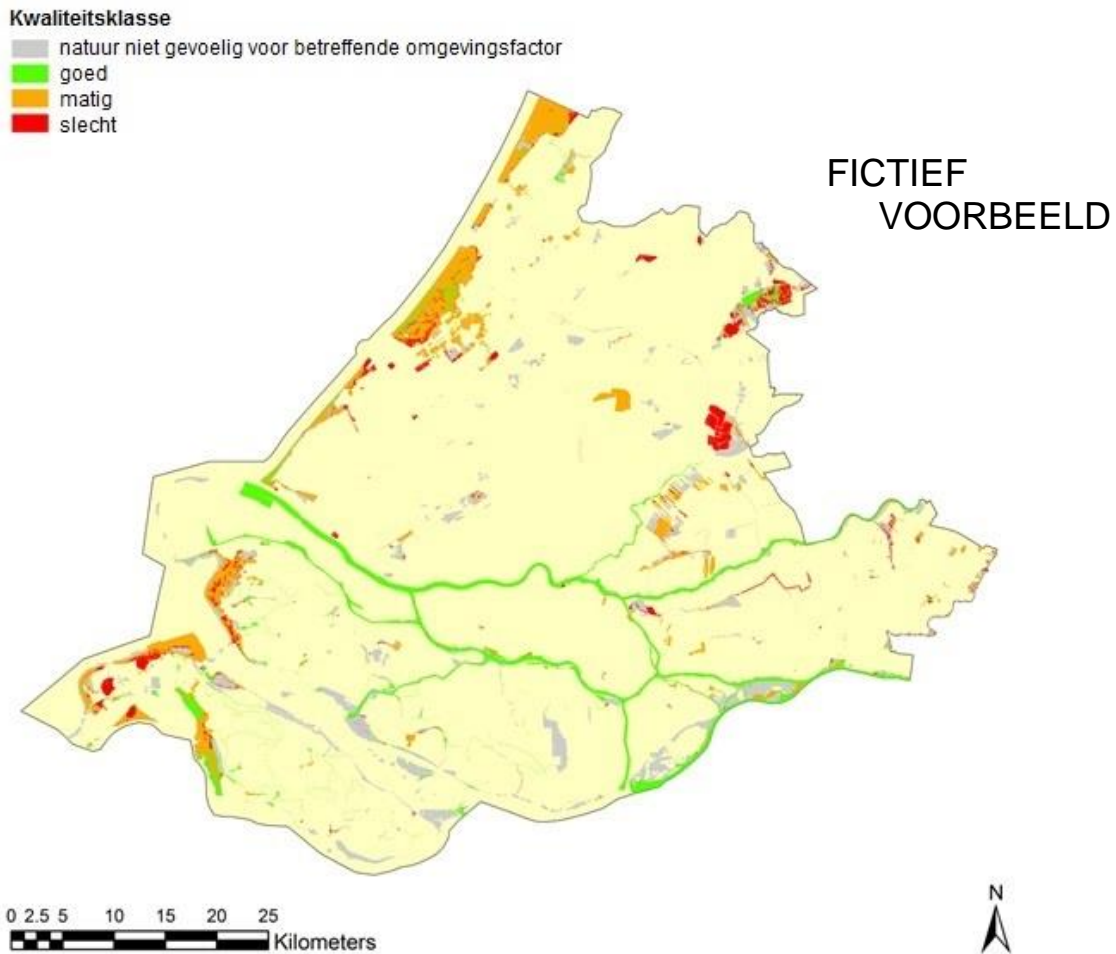 Kwaliteitsklasse
natuur niet gevoelig voor betreffende omgevingsfactor
goed
matig
slecht
FICTIEF
VOORBEELD
0 2.5 5 10 15 20 25
Kilometers
N